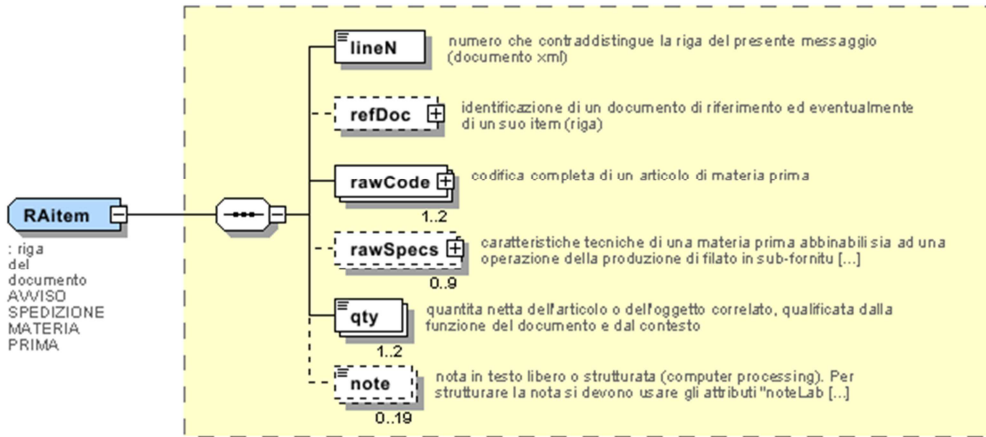 lineN
numero che contraddistingue la riga del presente messaggio
(documento xml)
refDoc
identificazione di un documento di riferimento ed eventualmente
di un suo item (riga)
rawCode
codifica completa di un articolo di materia prima
1..2
RAitem
: riga
del
documento
AVVISO
SPEDIZIONE
MATERIA
PRIMA
rawSpecs
caratteristiche tecniche di una materia prima abbinabili sia ad una
operazione della produzione di filato in sub-fornitu [...]
0..9
qty
quantita netta dell'articolo o dell'oggetto correlato, qualificata dalla
funzione del documento e dal contesto
1..2
note
nota in testo libero o strutturata (computer processing). Per
strutturare la nota si devono usare gli attributi "noteLab [...]
0..19